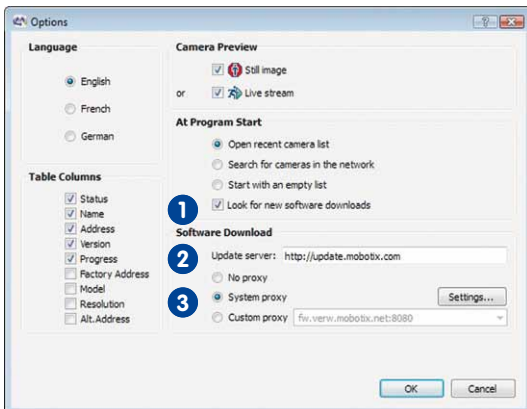 Options
Language
English
French
German
Table Columns
Status
Name
Address
Version
Progress
Factory Address
Model
Resolution
Alt.Address
Camera Preview
Still image
or
Live stream
At Program Start
Open recent camera list
Search for cameras in the network
Start with an empty list
1
Look for new software downloads
Software Download
2
Update server: http://update.mobotix.com
No proxy
3
System proxy
Settings...
Custom proxy fw.verw.mobotix.net:8080
OK
Cancel